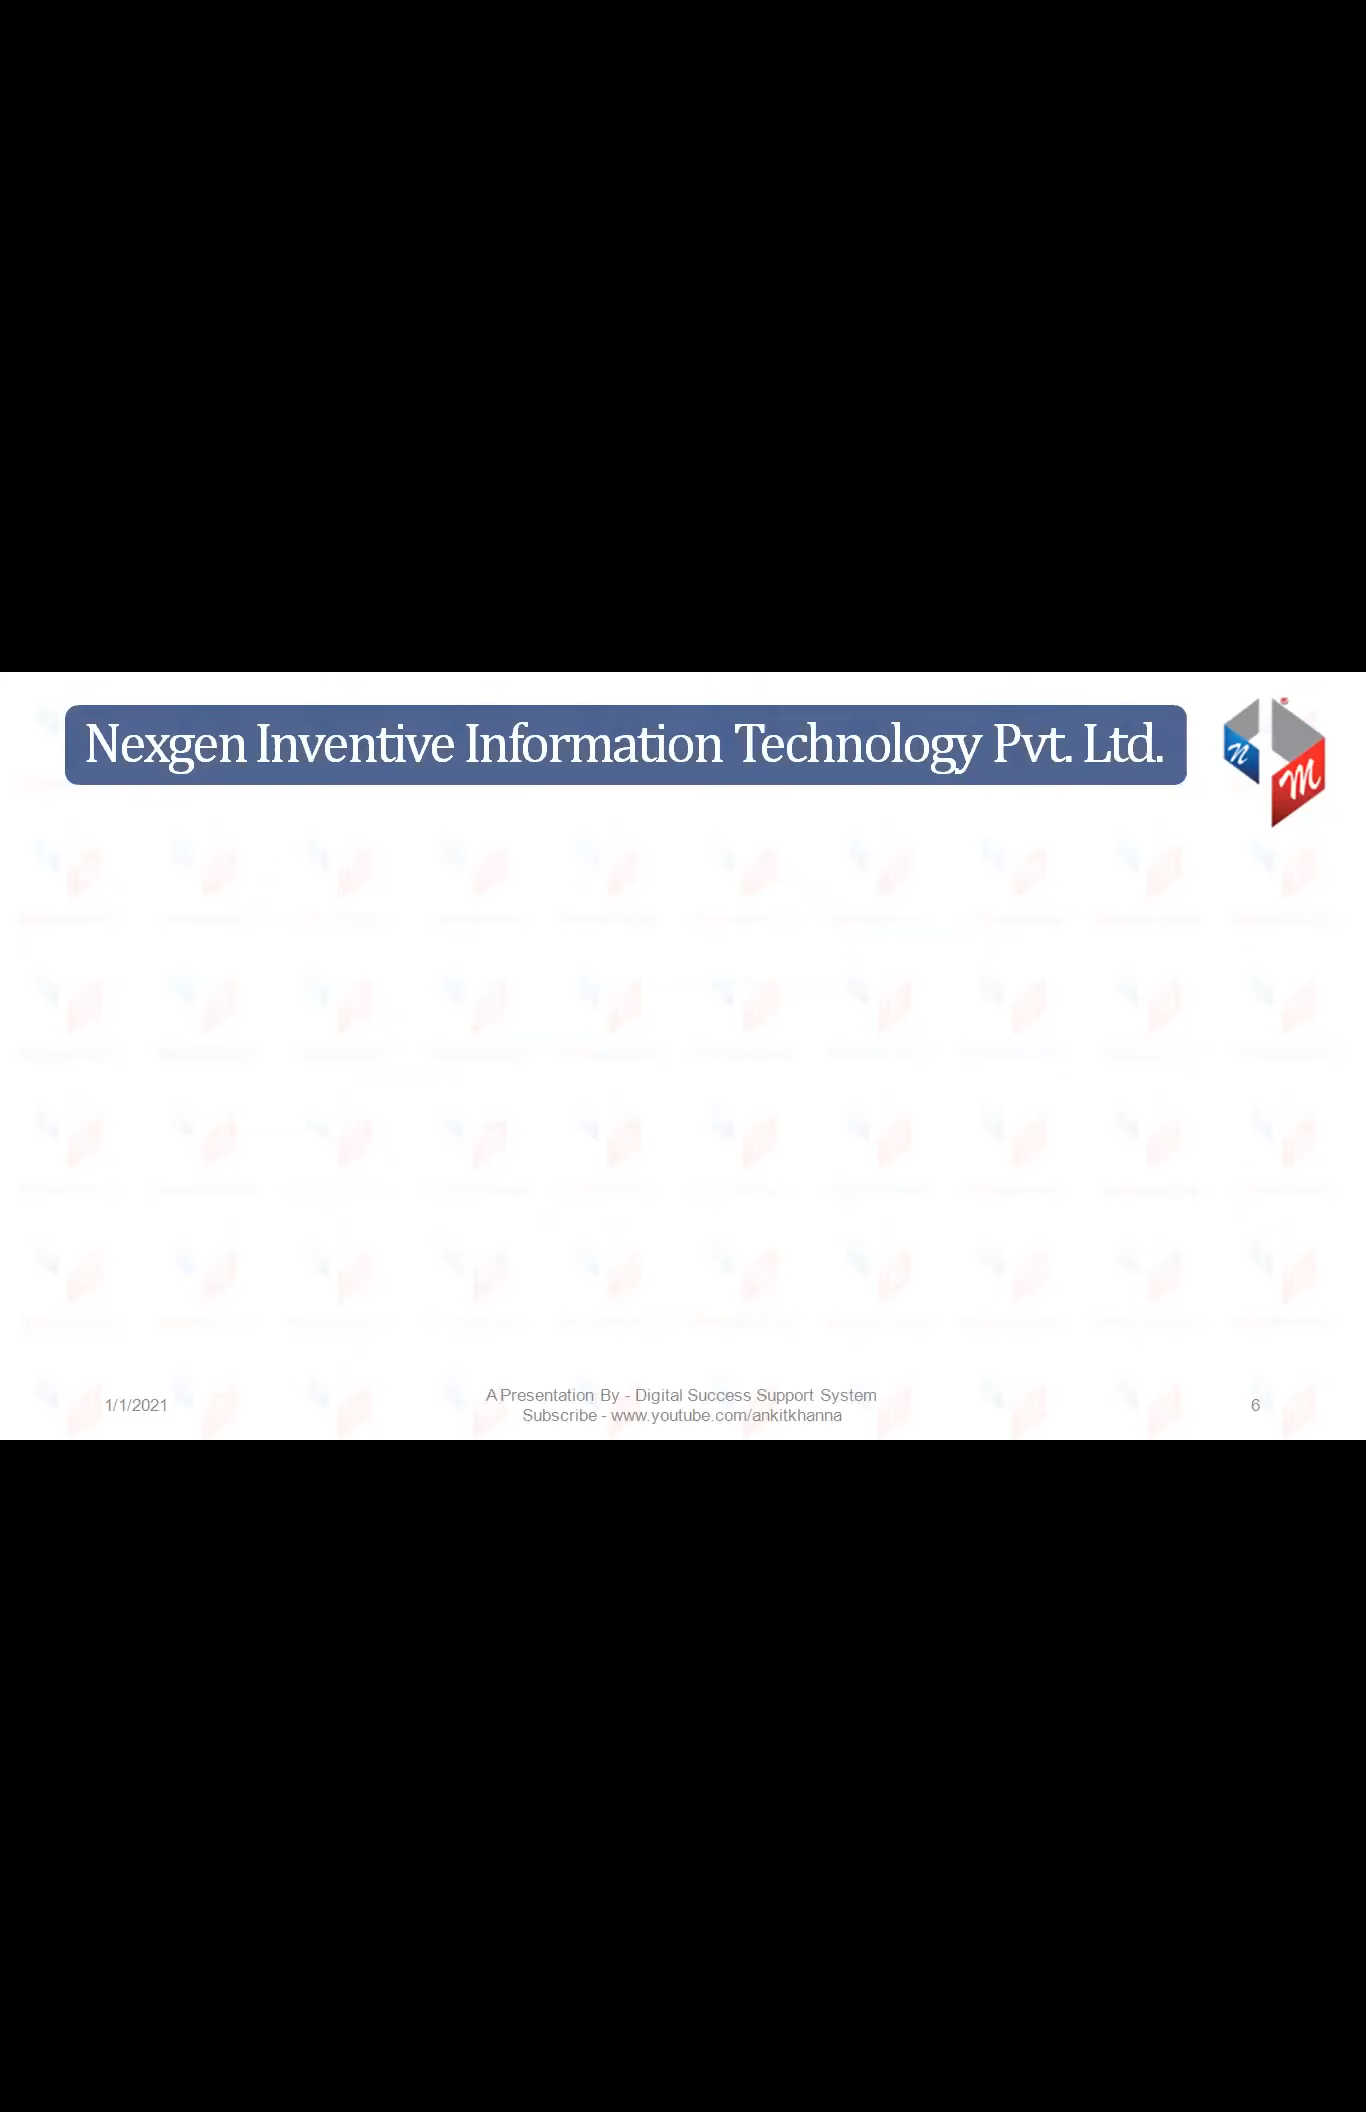 Nexgen Inventive Information Technology Pvt. Ltd.
n
m
1/1/2021
A Presentation By - Digital Success Support System
Subscribe - www.youtube.com/ankitkhanna
6